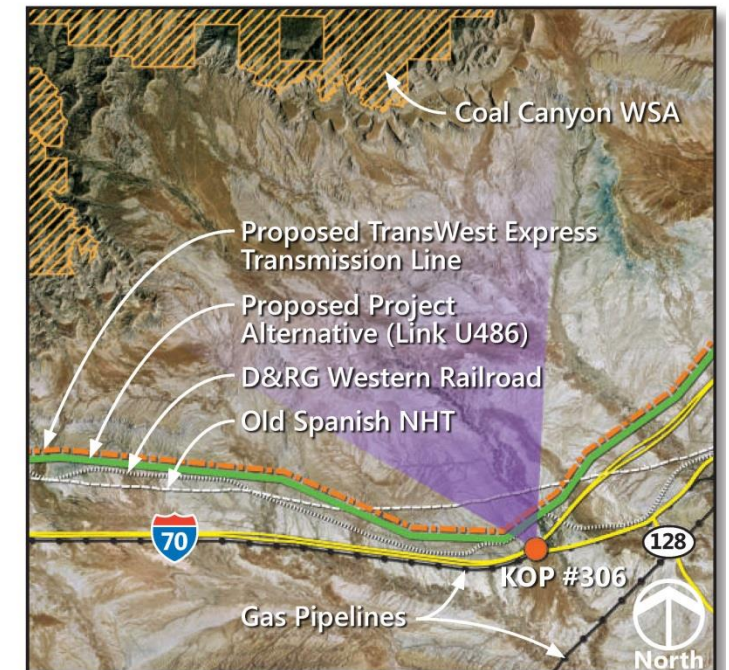 Coal Canyon WSA
Proposed TransWest Express
Transmission Line
Proposed Project
Alternative (Link U486)
D&RG Western Railroad
Old Spanish NHT
70
128
KOP #306
Gas Pipelines
North